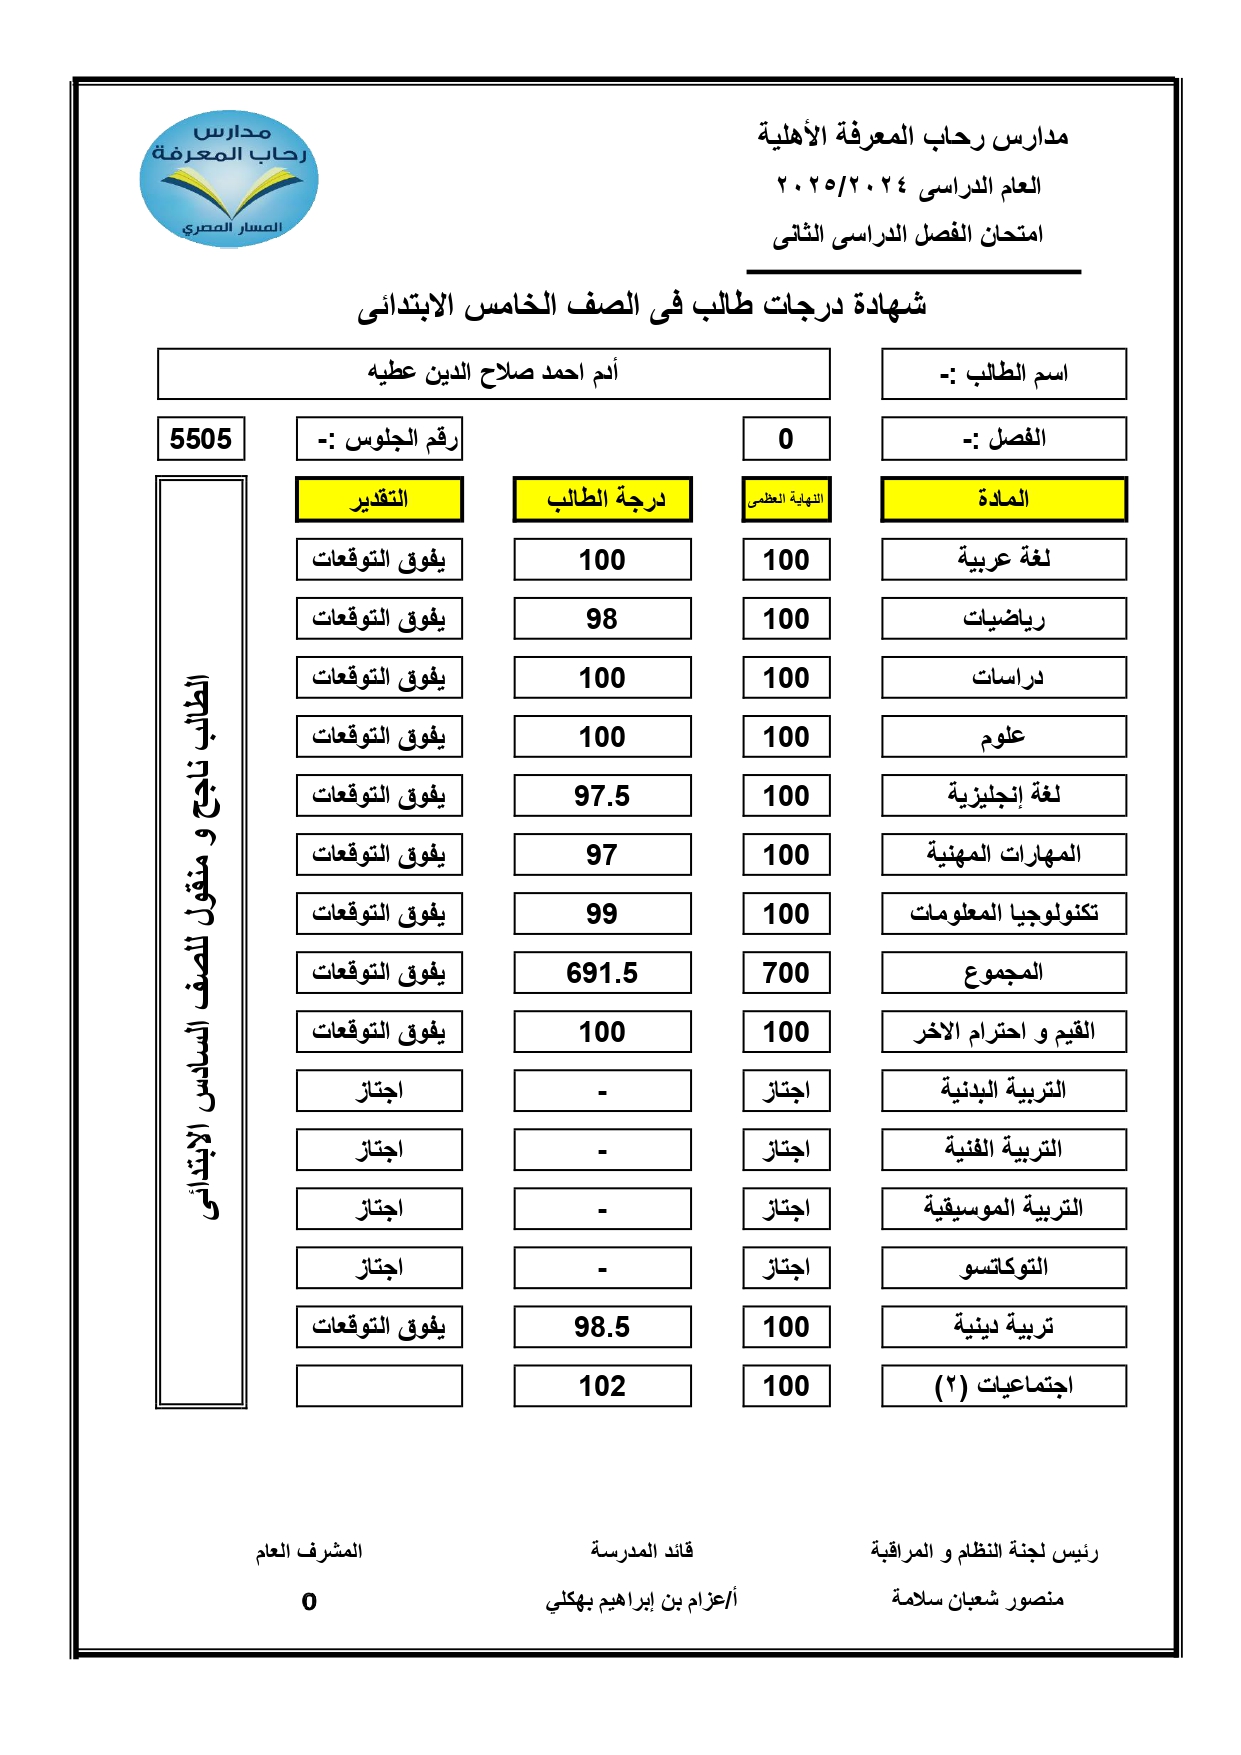 مدارس رحاب المعرفة الأهلية
العام الدراسى ٢٠٢٥/٢٠٢٤
امتحان الفصل الدراسى الثانى
مدارس
رحاب المعرفة
المسار المصري
شهادة درجات طالب فى الصف الخامس الابتدائى
اسم الطالب :- أدم احمد صلاح الدين عطيه
الفصل :- 0 رقم الجلوس :- 5505
المادة النهاية العظمى درجة الطالب التقدير
لغة عربية 100 100 يفوق التوقعات
رياضيات 100 98 يفوق التوقعات
دراسات 100 100 يفوق التوقعات
علوم 100 100 يفوق التوقعات
لغة إنجليزية 100 97.5 يفوق التوقعات
المهارات المهنية 100 97 يفوق التوقعات
تكنولوجيا المعلومات 100 99 يفوق التوقعات
المجموع 700 691.5 يفوق التوقعات
القيم و احترام الاخر 100 100 يفوق التوقعات
التربية البدنية اجتاز - اجتاز
التربية الفنية اجتاز - اجتاز
التربية الموسيقية اجتاز - اجتاز
التوكاتسو اجتاز - اجتاز
تربية دينية 100 98.5 يفوق التوقعات
اجتماعيات (٢) 100 102
الطالب ناجح و منقول للصف السادس الابتدائى
رئيس لجنة النظام و المراقبة قائد المدرسة المشرف العام
منصور شعبان سلامة أ/عزام بن إبراهيم بهكلي 0